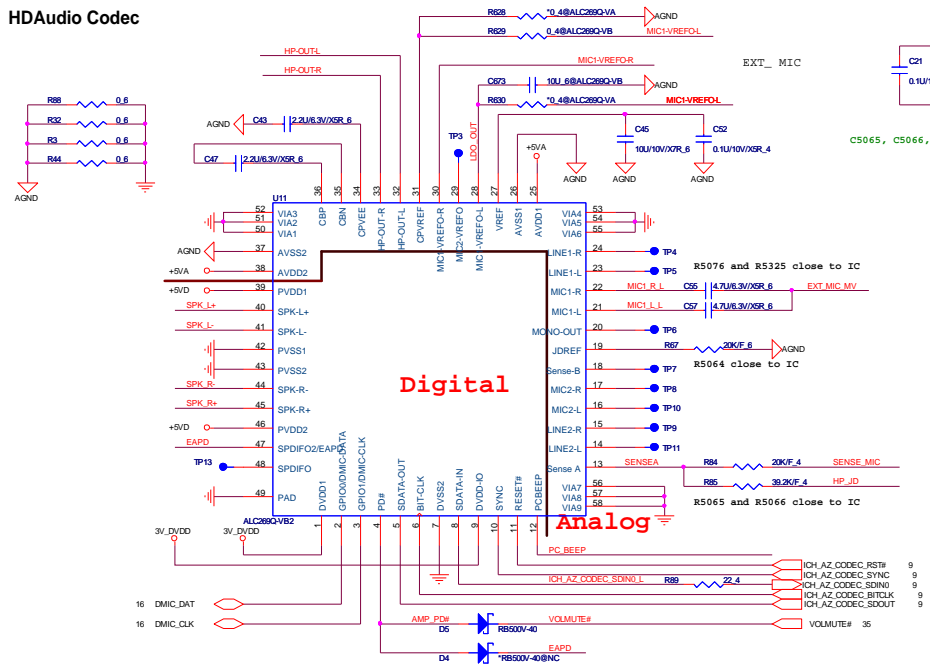 HDAudio Codec
R628 *0_4@ALC269Q-VA AGND
R629 0_4@ALC269Q-VB MIC1-VREFO-L
HP-OUT-L
HP-OUT-R
MIC1-VREFO-R
EXT_ MIC
C21
0.1U/1
C673 10U_6@ALC269Q-VB AGND
R630 *0_4@ALC269Q-VA MIC1-VREFO-L
R88 0_6
R32 0_6
R3 0_6
R44 0_6
AGND
AGND C43 2.2U/6.3V/X5R_6
C47 2.2U/6.3V/X5R_6
TP3
LDO_OUT
+5VA
C45
10U/10V/X7R_6
C52
0.1U/10V/X5R_4
AGND AGND AGND
C5065, C5066,
36 35 34 33 32 31 30 29 28 27 26 25
U11
CBP
CBN
CPVEE
HP-OUT-R
HP-OUT-L
CPVREF
MIC1-VREFO-R
MIC2-VREFO
MIC1-VREFO-L
VREF
AVSS1
AVDD1
52 VIA3
51 VIA2
50 VIA1
AGND 37 AVSS2
+5VA 38 AVDD2
+5VD 39 PVDD1
SPK_L+ 40 SPK-L+
SPK_L- 41 SPK-L-
42 PVSS1
43 PVSS2
SPK_R- 44 SPK-R-
SPK_R+ 45 SPK-R+
+5VD 46 PVDD2
EAPD 47 SPDIFO2/EAPD
TP13 48 SPDIFO
49 PAD
ALC269Q-VB2
VIA4 53
VIA5 54
VIA6 55
LINE1-R 24 TP4
LINE1-L 23 TP5
R5076 and R5325 close to IC
MIC1-R 22 MIC1_R_L C55 4.7U/6.3V/X5R_6 EXT_MIC_MV
MIC1-L 21 MIC1_L_L C57 4.7U/6.3V/X5R_6
MONO-OUT 20 TP6
JDREF 19 R67 20K/F_6 AGND
R5064 close to IC
Sense-B 18 TP7
MIC2-R 17 TP8
MIC2-L 16 TP10
LINE2-R 15 TP9
LINE2-L 14 TP11
Sense A 13 SENSEA R84 20K/F_4 SENSE_MIC
R85 39.2K/F_4 HP_JD
VIA7 56
VIA8 57
VIA9 58
R5065 and R5066 close to IC
Digital
Analog
DVDD1
GPIO0/DMIC-DATA
GPIO1/DMIC-CLK
PD#
SDATA-OUT
BIT-CLK
DVSS2
SDATA-IN
DVDD-IO
SYNC
RESET#
PCBEEP
1 2 3 4 5 6 7 8 9 10 11 12
3V_DVDD 3V_DVDD
PC_BEEP
ICH_AZ_CODEC_RST# 9
ICH_AZ_CODEC_SYNC 9
ICH_AZ_CODEC_SDIN0_L R89 22_4 ICH_AZ_CODEC_SDIN0 9
ICH_AZ_CODEC_BITCLK 9
ICH_AZ_CODEC_SDOUT 9
16 DMIC_DAT
16 DMIC_CLK
AMP_PD# D5 RB500V-40 VOLMUTE# VOLMUTE# 35
D4 *RB500V-40@NC EAPD